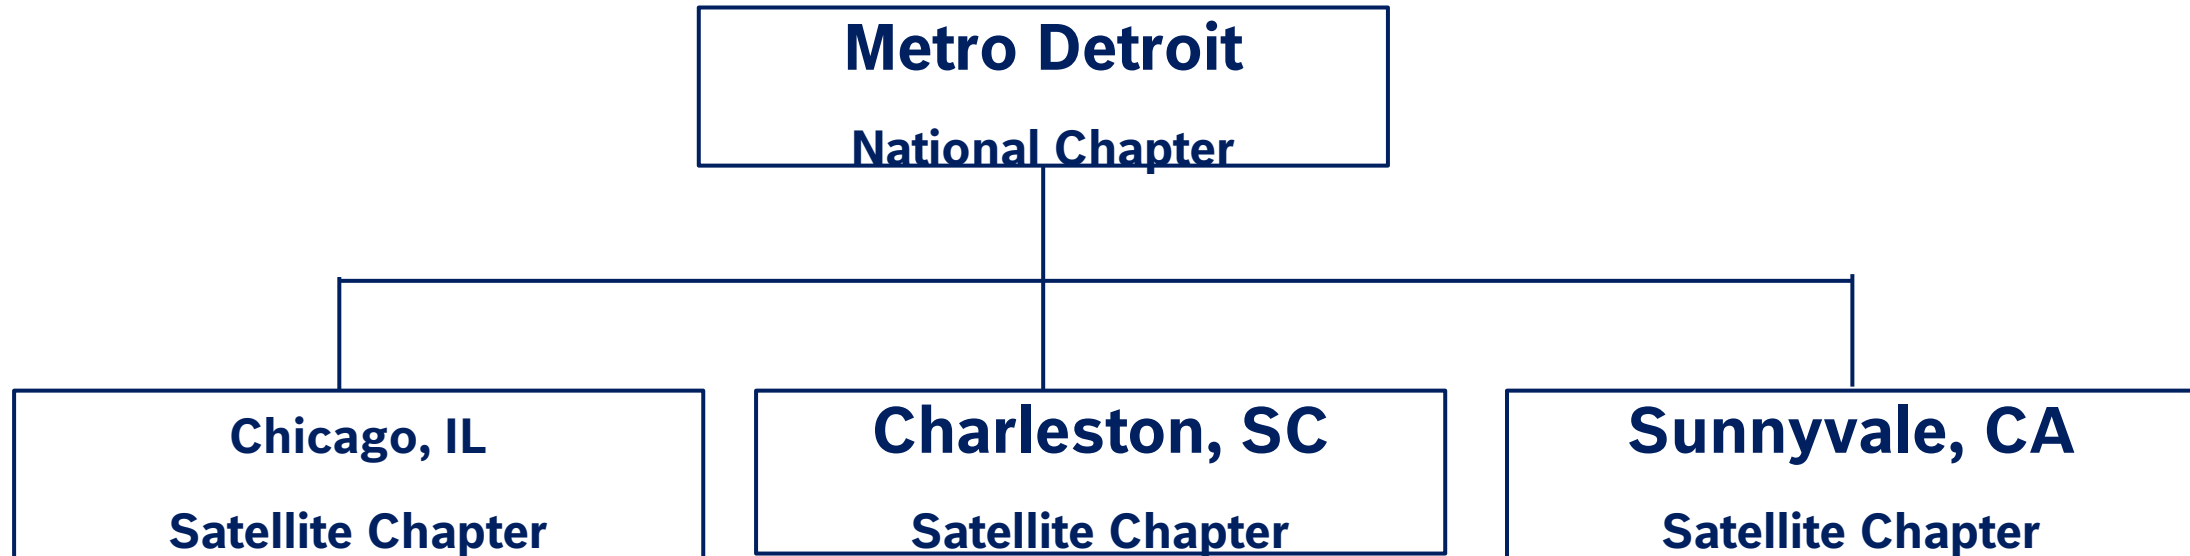 Metro Detroit
National Chapter
Chicago, IL
Satellite Chapter
Charleston, SC
Satellite Chapter
Sunnyvale, CA
Satellite Chapter